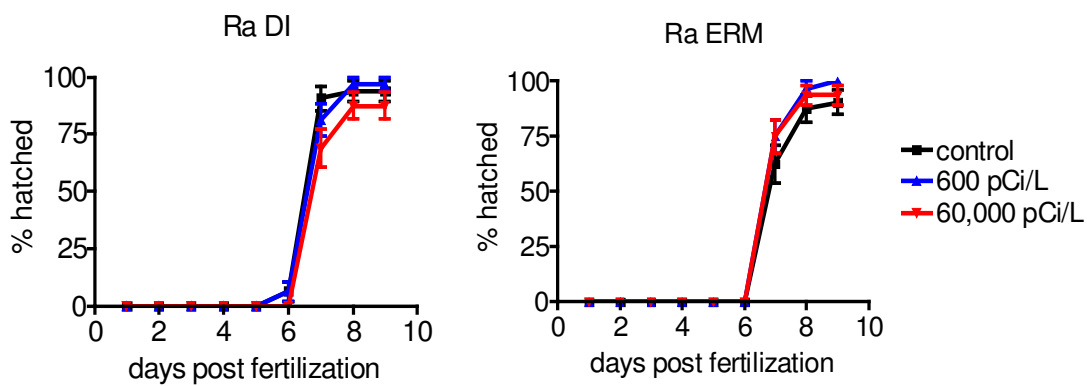 Ra DI
100
75
50
25
0
% hatched
0 2 4 6 8 10
days post fertilization
Ra ERM
100
75
50
25
0
% hatched
0 2 4 6 8 10
days post fertilization
control
600 pCi/L
60,000 pCi/L